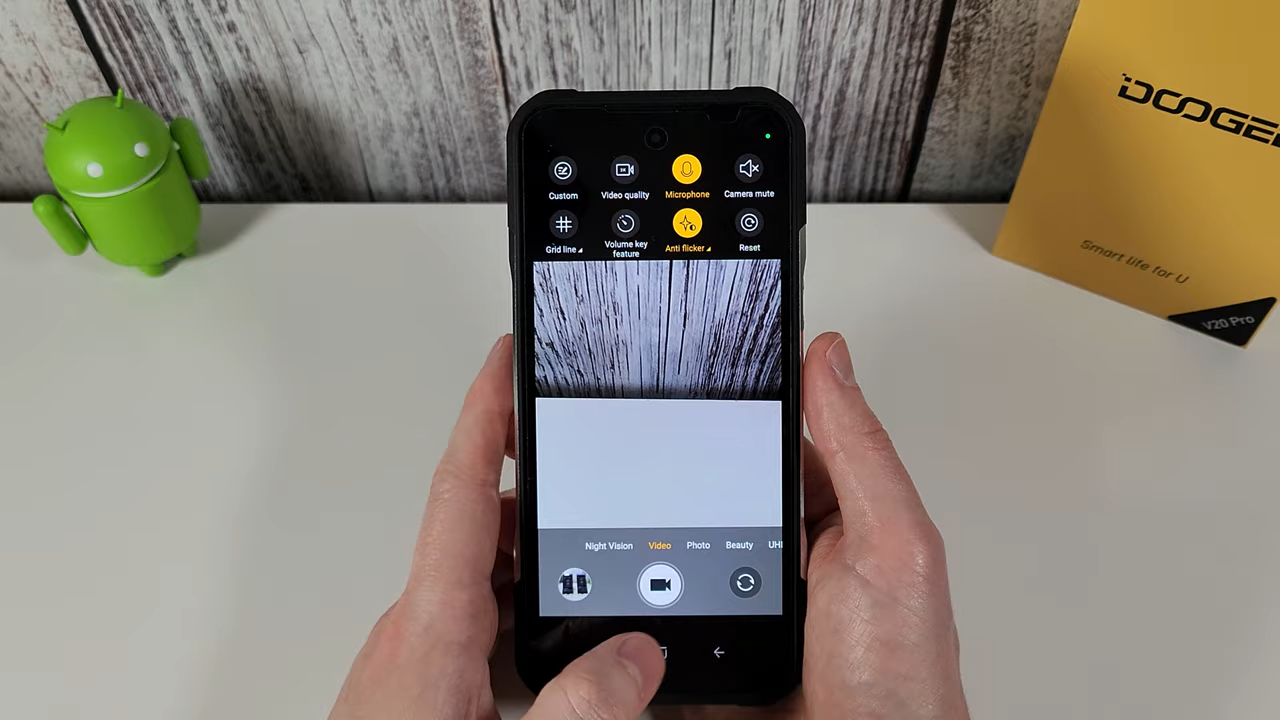 DOOGEE
Custom
Video quality
Microphone
Camera mute
Grid line
Volume key
feature
Anti flicker
Reset
Smart life for U
V20 Pro
Night Vision
Video
Photo
Beauty
UH